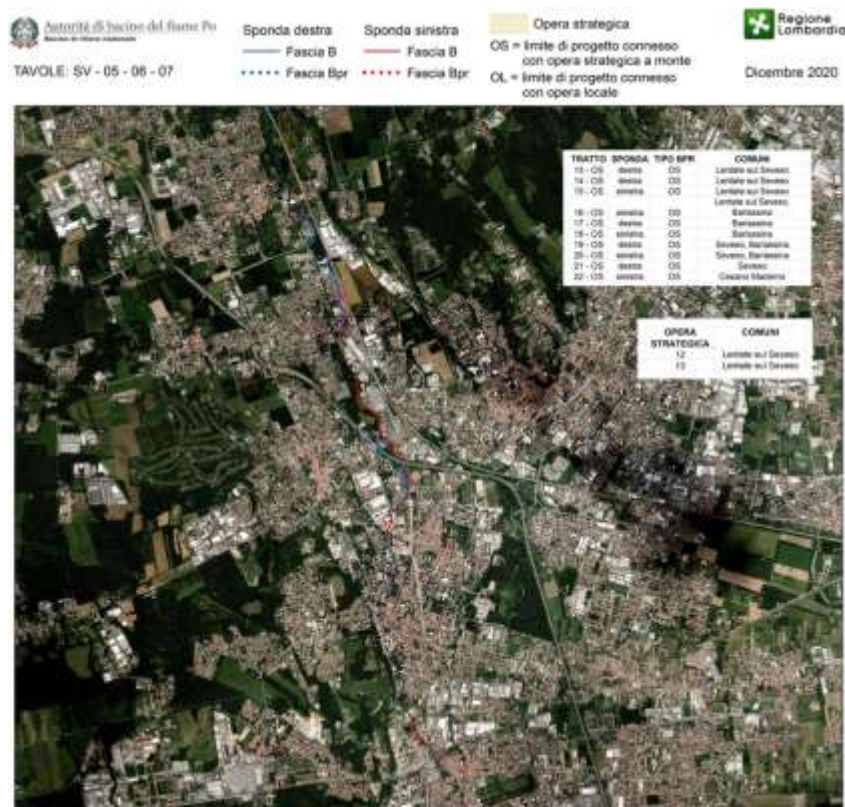 Autorità di bacino del fiume Po
Sponda destra
Fascia B
Fascia Bpr
Sponda sinistra
Fascia B
Fascia Bpr
Opera strategica
OS = limite di progetto connesso
con opera strategica a monte
OL = limite di progetto connesso
con opera locale
Regione
Lombardia
TAVOLE: SV - 05 - 06 - 07
Dicembre 2020
TRATTO SPONDA TIPO BPR COMUNI
13 - OS destra OS Lentate sul Seveso
14 - OS destra OS Lentate sul Seveso
15 - OS sinistra OS Lentate sul Seveso
Lentate sul Seveso
16 - OS sinistra OS Barlassina
17 - OS destra OS Barlassina
18 - OS sinistra OS Barlassina
19 - OS destra OS Seveso, Barlassina
20 - OS sinistra OS Seveso, Barlassina
21 - OS destra OS Seveso
22 - OS sinistra OS Cesano Maderno
OPERA COMUNI
STRATEGICA
12 Lentate sul Seveso
13 Lentate sul Seveso